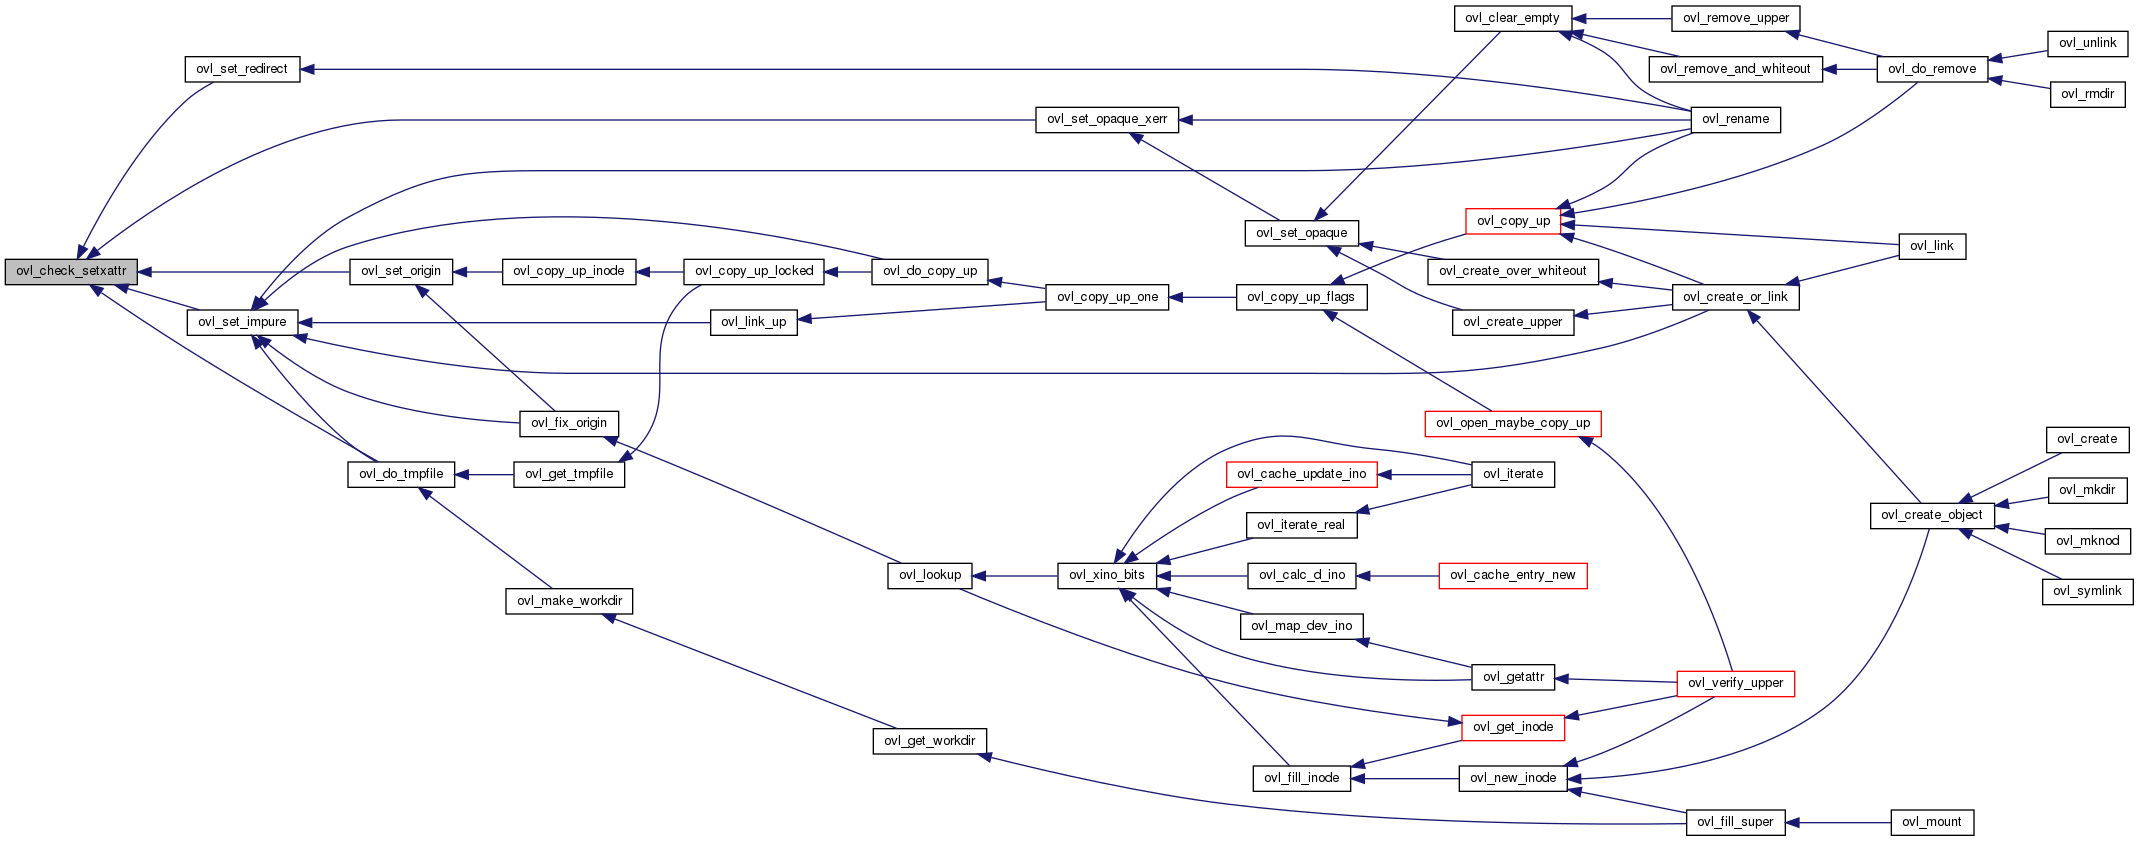 ovl_clear_empty
ovl_remove_upper
ovl_unlink
ovl_set_redirect
ovl_remove_and_whiteout
ovl_do_remove
ovl_rmdir
ovl_set_opaque_xerr
ovl_rename
ovl_copy_up
ovl_set_opaque
ovl_link
ovl_check_setxattr
ovl_set_origin
ovl_copy_up_inode
ovl_copy_up_locked
ovl_do_copy_up
ovl_create_over_whiteout
ovl_copy_up_one
ovl_copy_up_flags
ovl_create_or_link
ovl_set_impure
ovl_link_up
ovl_create_upper
ovl_fix_origin
ovl_open_maybe_copy_up
ovl_create
ovl_do_tmpfile
ovl_get_tmpfile
ovl_cache_update_ino
ovl_iterate
ovl_mkdir
ovl_iterate_real
ovl_create_object
ovl_mknod
ovl_lookup
ovl_xino_bits
ovl_calc_d_ino
ovl_cache_entry_new
ovl_symlink
ovl_make_workdir
ovl_map_dev_ino
ovl_getattr
ovl_verify_upper
ovl_get_inode
ovl_get_workdir
ovl_fill_inode
ovl_new_inode
ovl_fill_super
ovl_mount